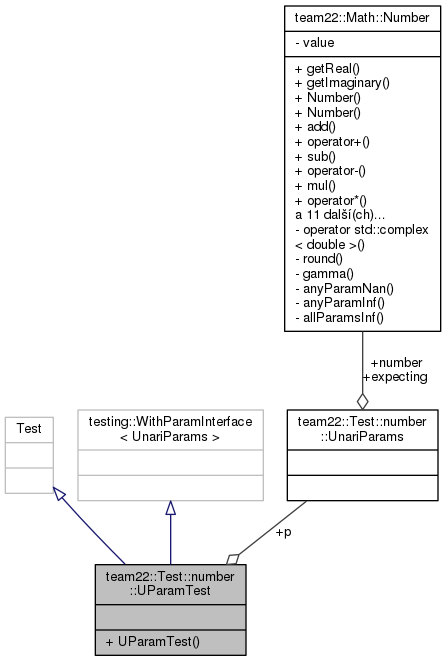 team22::Math::Number
- value
+ getReal()
+ getImaginary()
+ Number()
+ Number()
+ add()
+ operator+()
+ sub()
+ operator-()
+ mul()
+ operator*()
a 11 další(ch)...
- operator std::complex
< double >()
- round()
- gamma()
- anyParamNan()
- anyParamInf()
- allParamsInf()
+number
+expecting
Test
testing::WithParamInterface
< UnariParams >
team22::Test::number
::UnariParams
+p
team22::Test::number
::UParamTest
+ UParamTest()